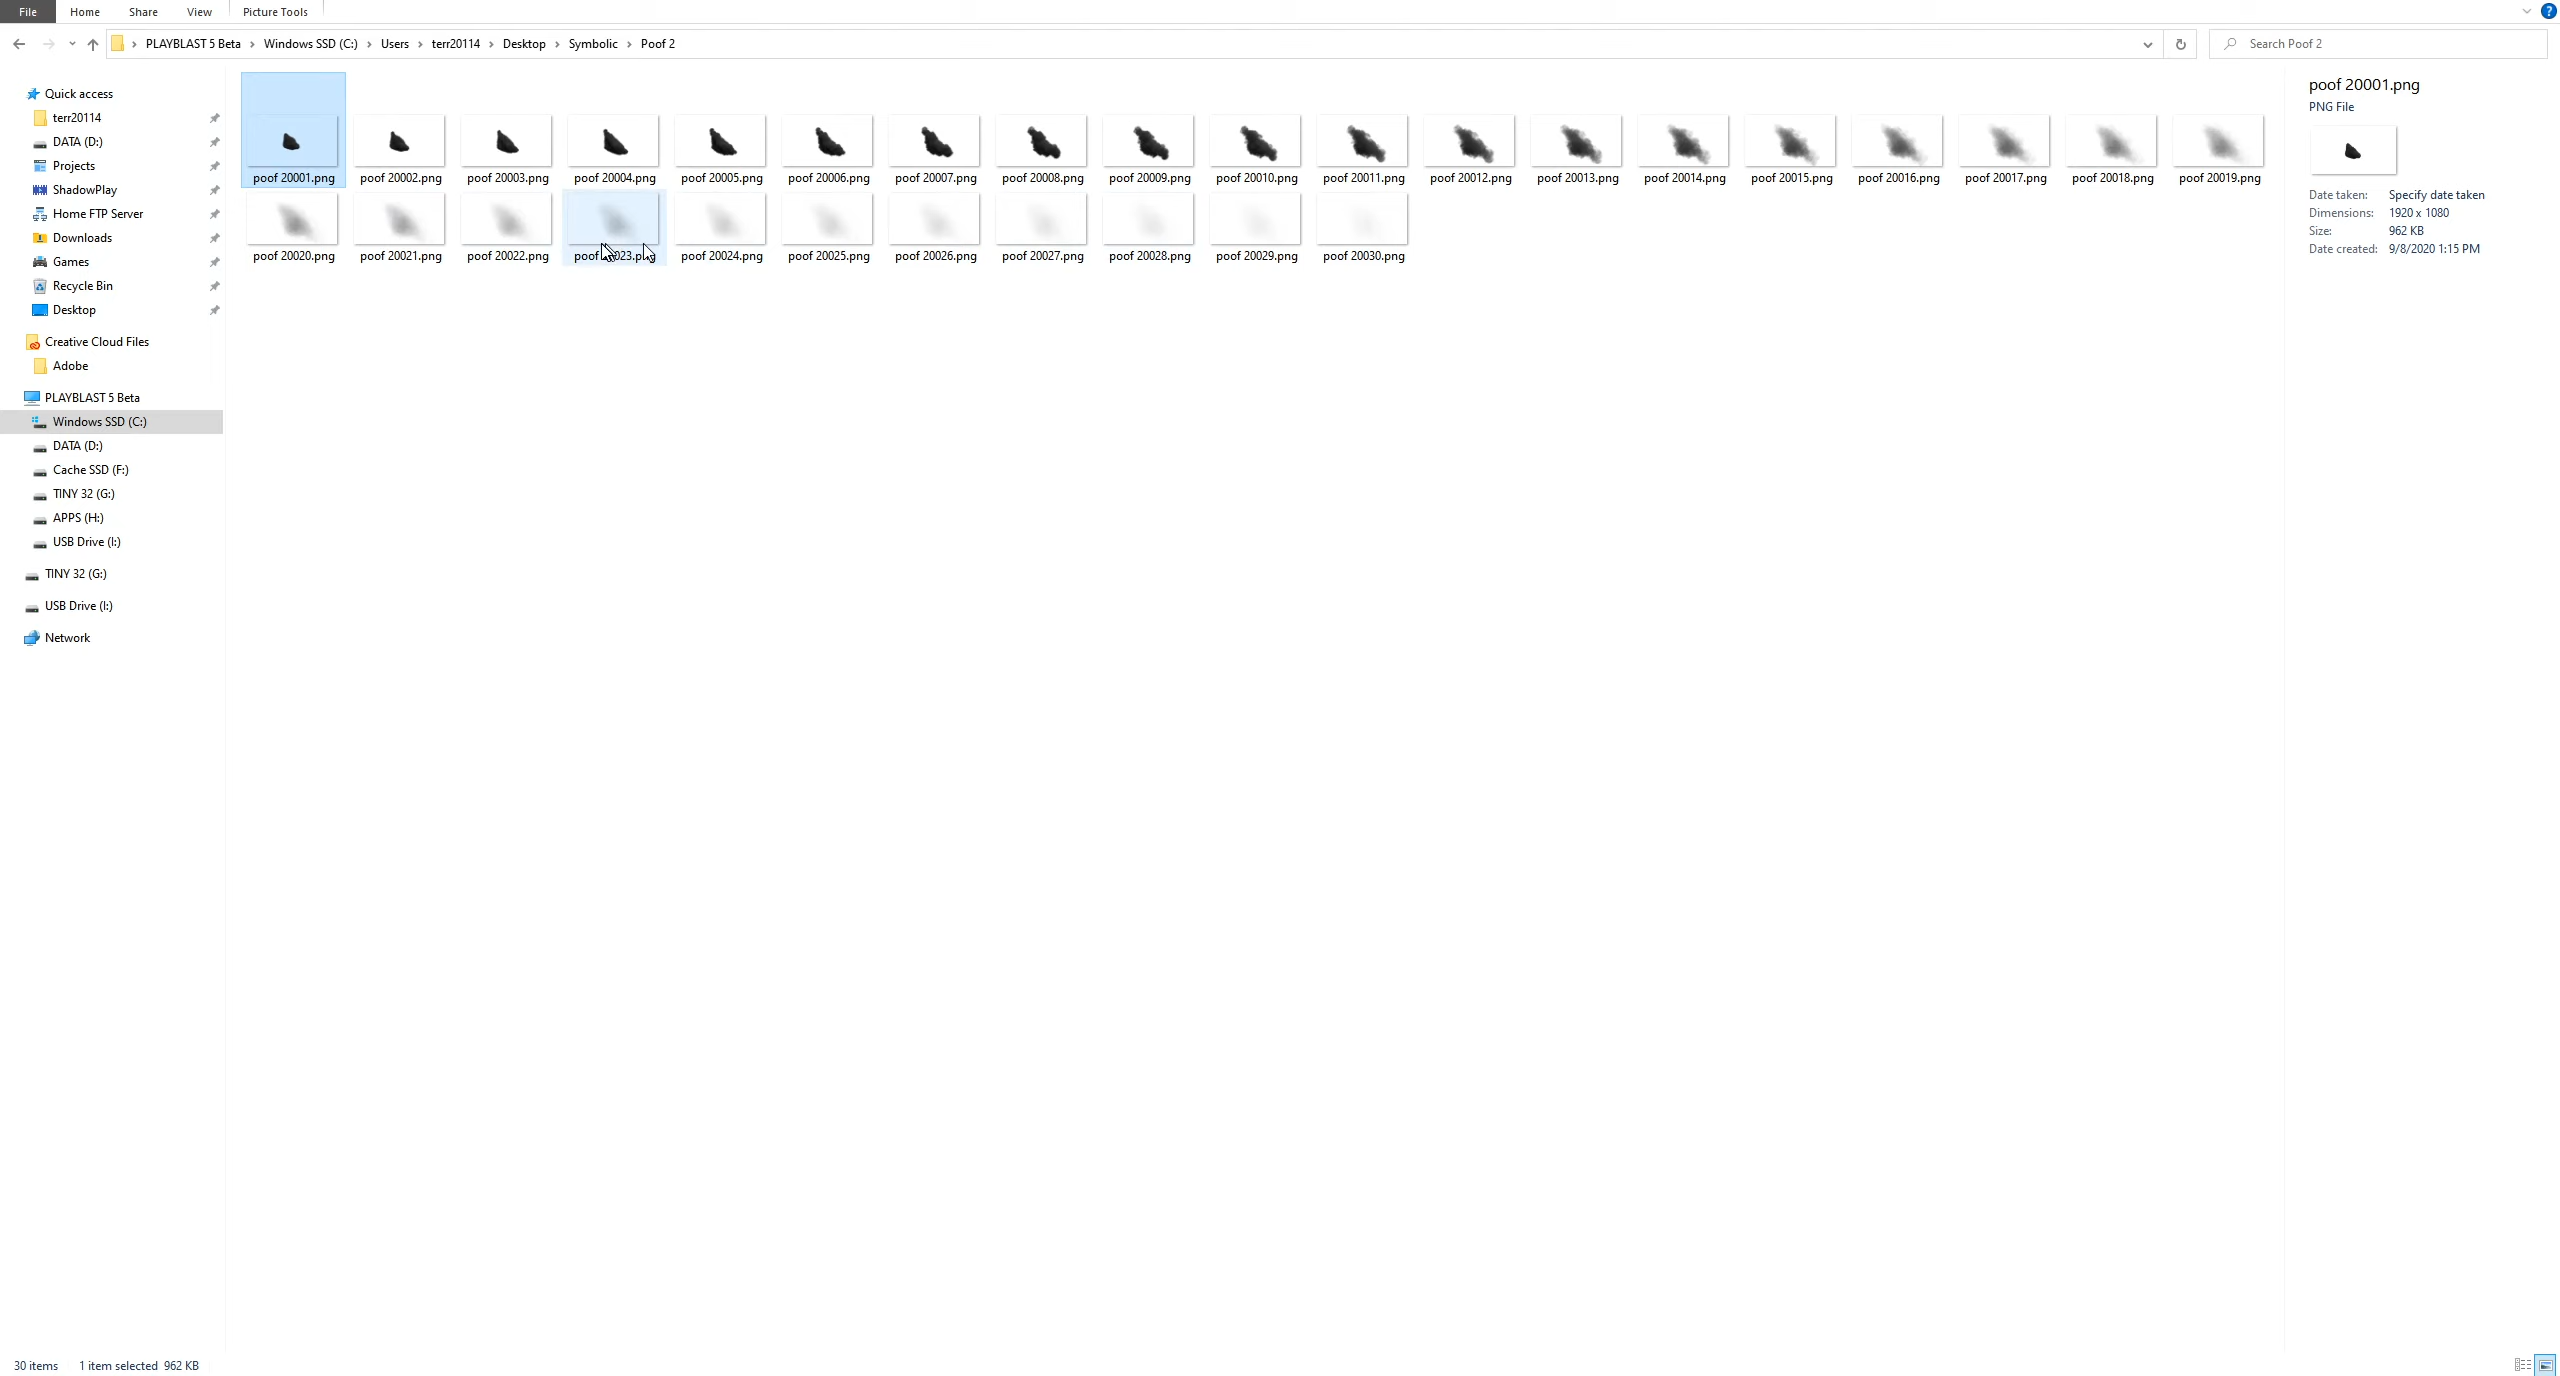 File Home Share View Picture Tools
PLAYBLAST 5 Beta Windows SSD (C:) Users terr20114 Desktop Symbolic Poof 2
Search Poof 2
Quick access
terr20114
DATA (D:)
Projects
ShadowPlay
Home FTP Server
Downloads
Games
Recycle Bin
Desktop
Creative Cloud Files
Adobe
PLAYBLAST 5 Beta
Windows SSD (C:)
DATA (D:)
Cache SSD (F:)
TINY 32 (G:)
APPS (H:)
USB Drive (I:)
TINY 32 (G:)
USB Drive (I:)
Network
poof 20001.png poof 20002.png poof 20003.png poof 20004.png poof 20005.png poof 20006.png poof 20007.png poof 20008.png poof 20009.png poof 20010.png poof 20011.png poof 20012.png poof 20013.png poof 20014.png poof 20015.png poof 20016.png poof 20017.png poof 20018.png poof 20019.png
poof 20020.png poof 20021.png poof 20022.png poof poof 20024.png poof 20025.png poof 20026.png poof 20027.png poof 20028.png poof 20029.png poof 20030.png
poof 20001.png
PNG File
Date taken: Specify date taken
Dimensions: 1920 x 1080
Size: 962 KB
Date created: 9/8/2020 1:15 PM
30 items 1 item selected 962 KB